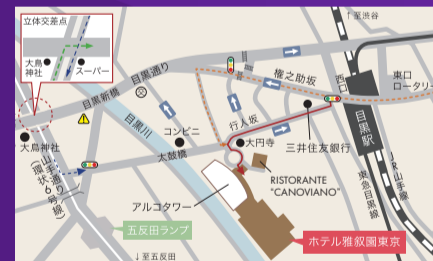 立体交差点
大鳥
神社
スーパー
↑至渋谷
目黒通り
目黒新橋
権之助坂
西口
東口
ロータリー
目黒川
コンビニ
行人坂
目黒駅
大鳥神社
太鼓橋
大円寺
三井住友銀行
山手通り
(環状6号線)
RISTORANTE
"CANOVIANO"
JR山手線
東急目黒線
アルコタワー
五反田ランプ
ホテル雅叙園東京
↓至五反田